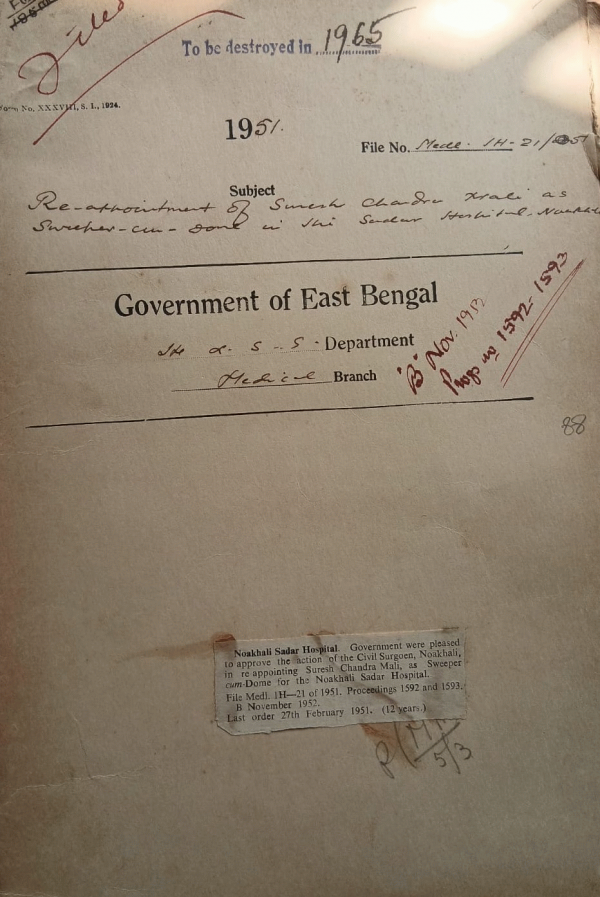 Filed
To be destroyed in 1965
Form No. XXXVIII, S. I., 1924.
1951.
File No. Medl. 1H-21/51
Subject
Re-appointment of Suresh Chandra Mali as
Sweeper-cum-Dome in the Sadar Hospital, Noakhali
Government of East Bengal
H & S-S. Department
Medical Branch
"B" Nov. 1952
Progs no 1592-1593
88
Noakhali Sadar Hospital. Government were pleased
to approve the action of the Civil Surgoen, Noakhali,
in re appointing Suresh Chandra Mali, as Sweeper
cum-Dome for the Noakhali Sadar Hospital.
File Medl. 1H—21 of 1951. Proceedings 1592 and 1593.
B November 1952.
Last order 27th February 1951. (12 years.)
5/3